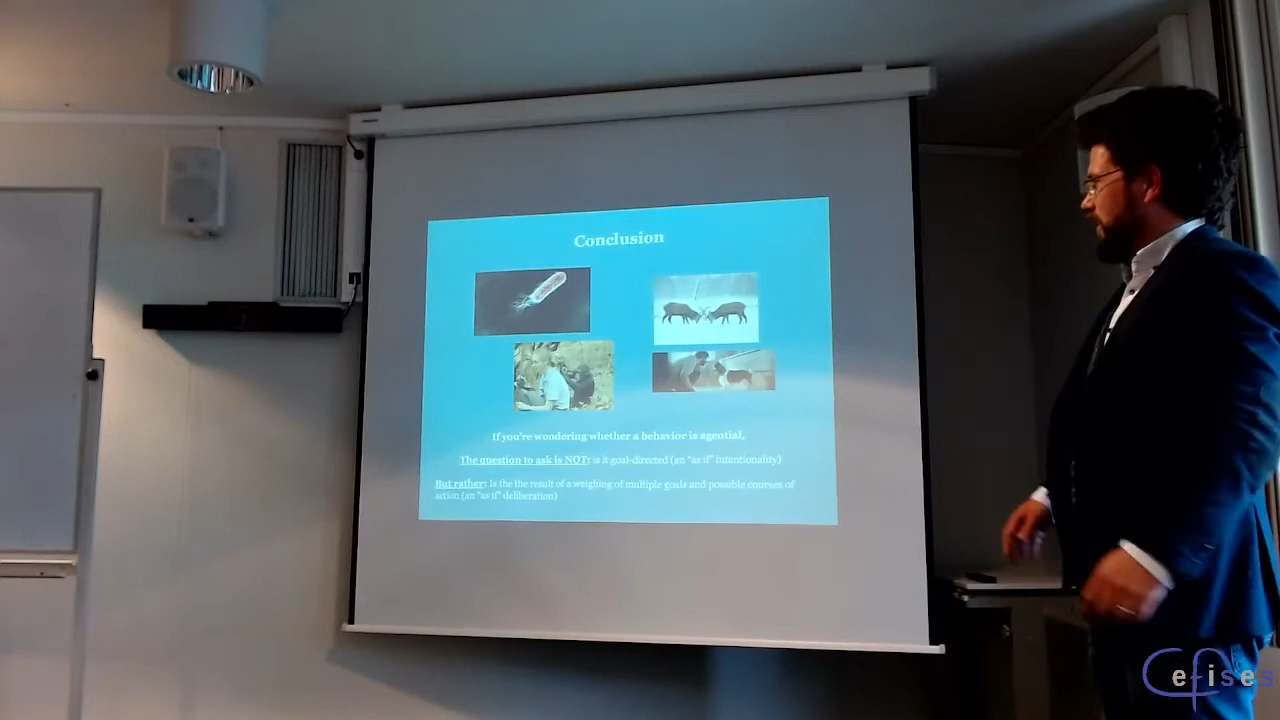 Conclusion
If you're wondering whether a behavior is agential,
The question to ask is NOT: is it goal-directed (an "as if" intentionality)
But rather: Is the the result of a weighing of multiple goals and possible courses of
action (an "as if" deliberation)
Cefises